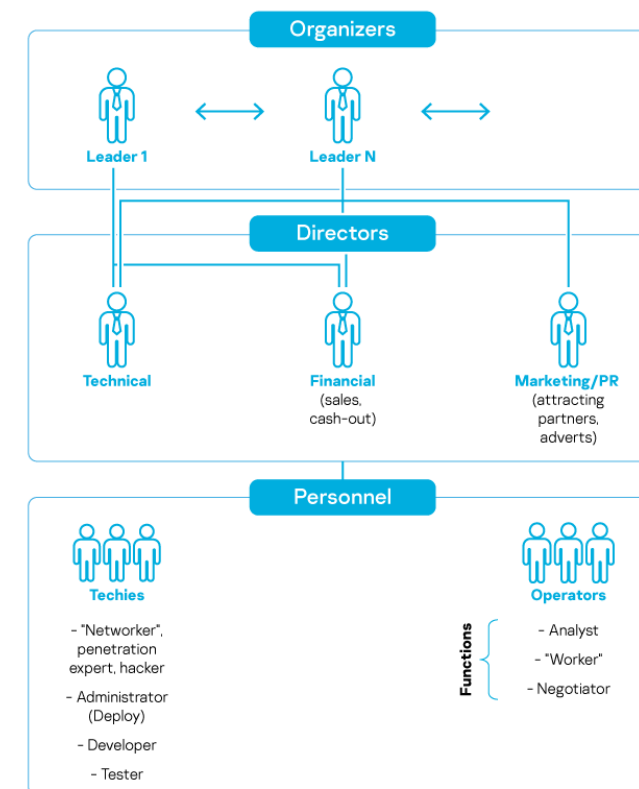 Organizers
Leader 1
Leader N
Directors
Technical
Financial
(sales,
cash-out)
Marketing/PR
(attracting
partners,
adverts)
Personnel
Techies
- "Networker",
penetration
expert, hacker
- Administrator
(Deploy)
- Developer
- Tester
Operators
Functions
- Analyst
- "Worker"
- Negotiator